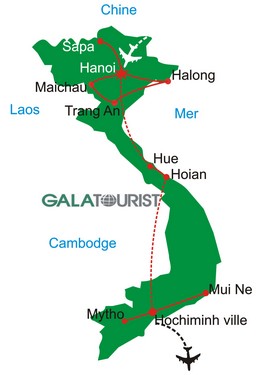 Chine
Sapa
Hanoi
Halong
Maichau
Laos
Trang An
Mer
Hue
Hoian
GALATOURIST
Cambodge
Mui Ne
Mytho
Hochiminh ville